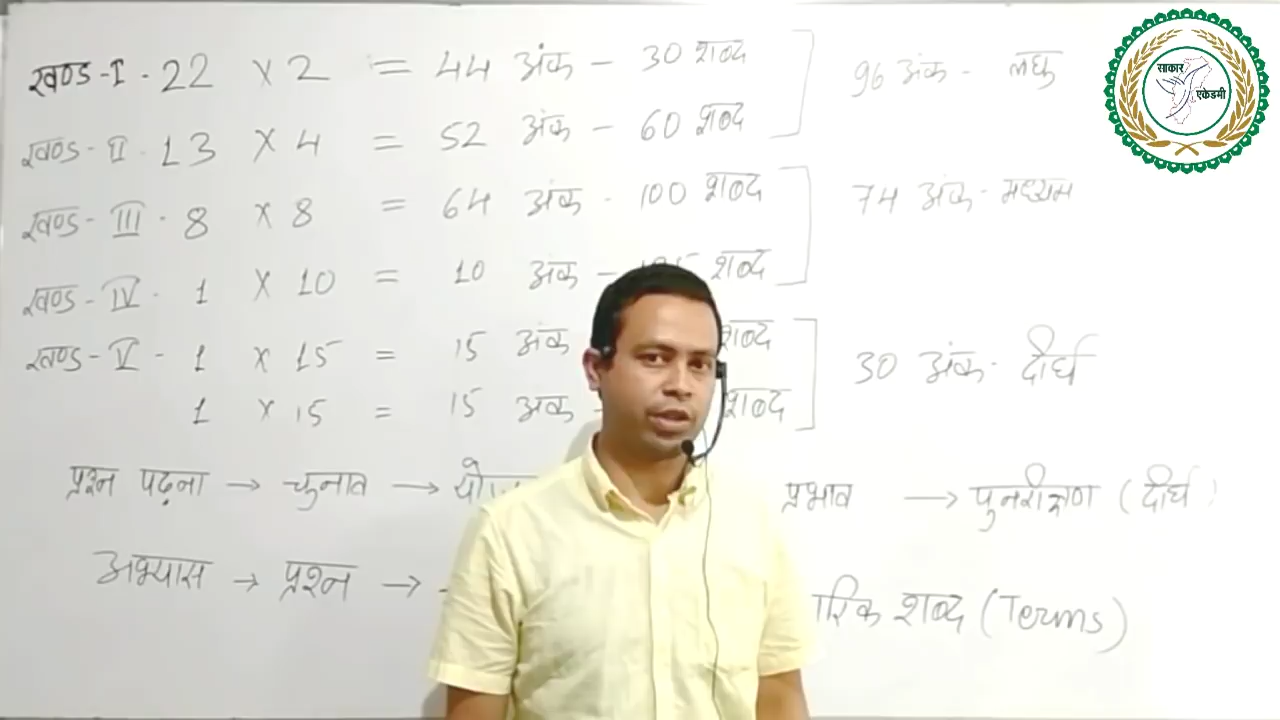 खण्ड-I - 22 × 2 = 44 अंक - 30 शब्द
96 अंक - लघु
खण्ड-II - 13 × 4 = 52 अंक - 60 शब्द
खण्ड-III - 8 × 8 = 64 अंक - 100 शब्द
74 अंक - मध्यम
खण्ड-IV - 1 × 10 = 10 अंक - शब्द
खण्ड-V - 1 × 15 = 15 अंक शब्द
30 अंक - दीर्घ
1 × 15 = 15 अंक - शब्द
प्रश्न पढ़ना → चुनाव → प्रभाव → पुनरीक्षण (दीर्घ)
अभ्यास → प्रश्न → शब्द (Terms)
साकार
एकेडमी